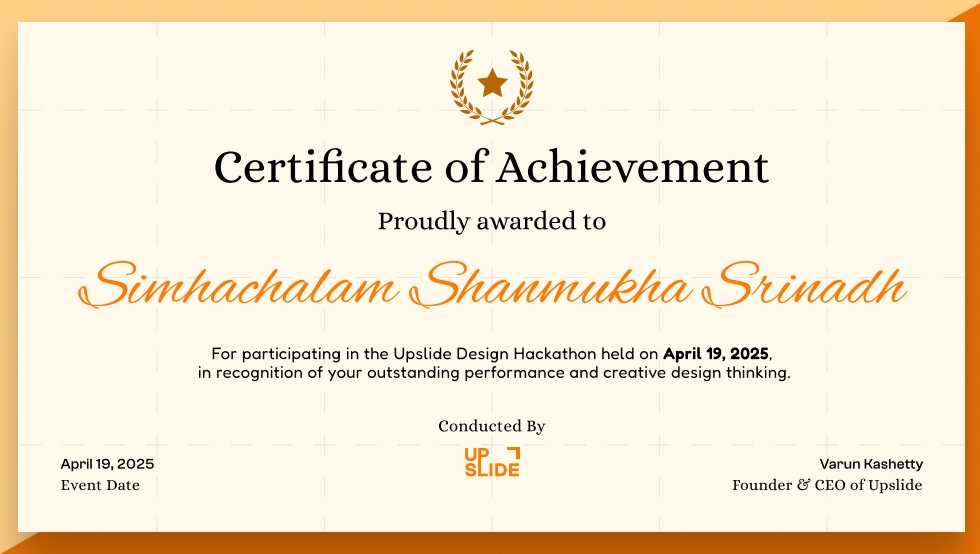 Certificate of Achievement
Proudly awarded to
Simhachalam Shanmukha Srinadh
For participating in the Upslide Design Hackathon held on April 19, 2025,
in recognition of your outstanding performance and creative design thinking.
Conducted By
UP
SLIDE
April 19, 2025
Event Date
Varun Kashetty
Founder & CEO of Upslide